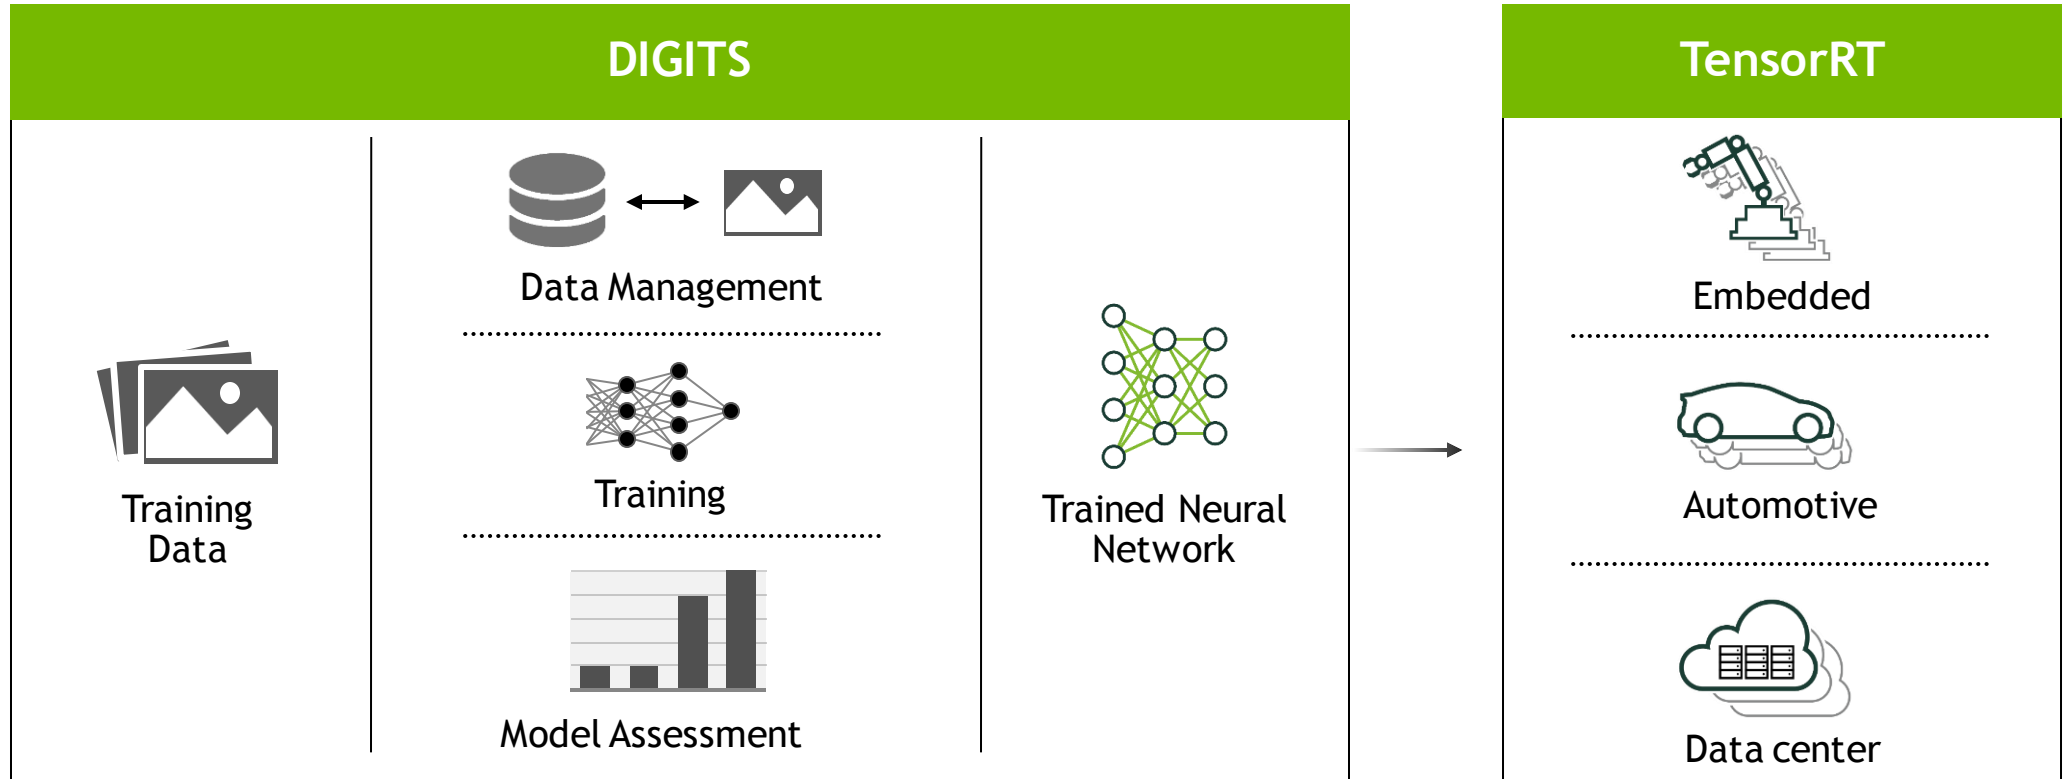 DIGITS
Training
Data
Data Management
Training
Model Assessment
Trained Neural
Network
TensorRT
Embedded
Automotive
Data center